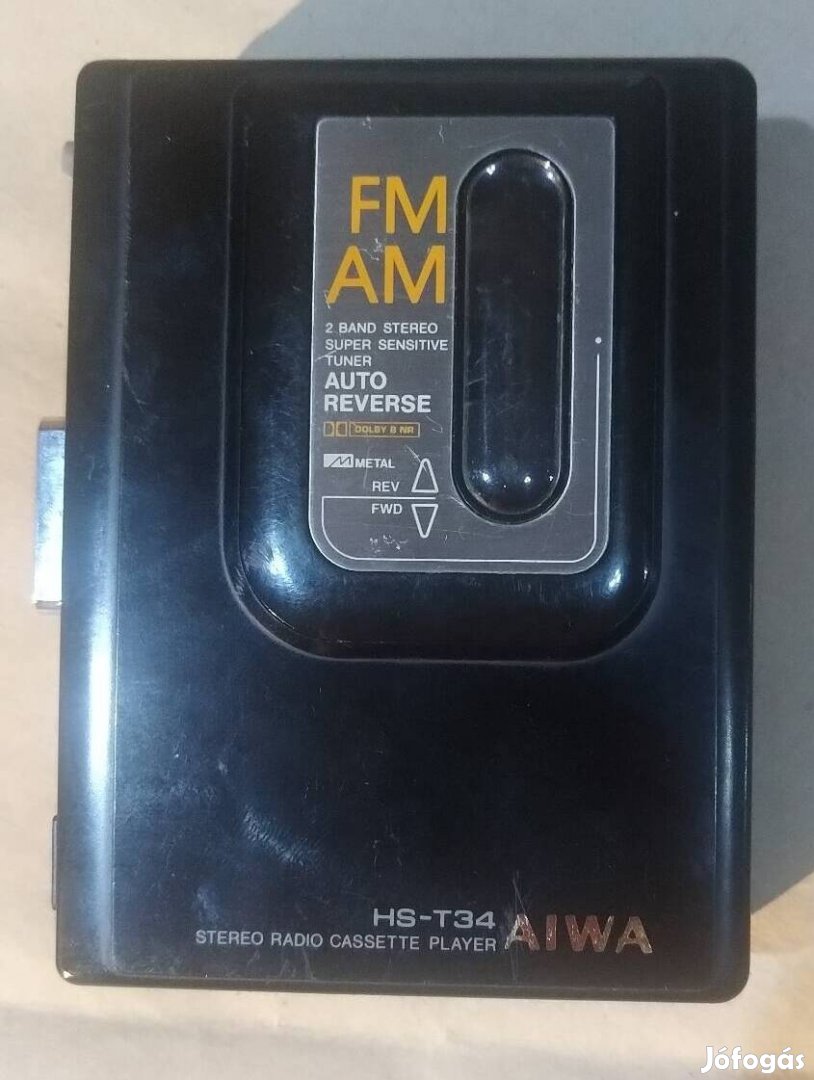 FM
AM
2 BAND STEREO
SUPER SENSITIVE
TUNER
AUTO
REVERSE
DOLBY B NR
METAL
REV
FWD
HS-T34
STEREO RADIO CASSETTE PLAYER AIWA
Jófogás